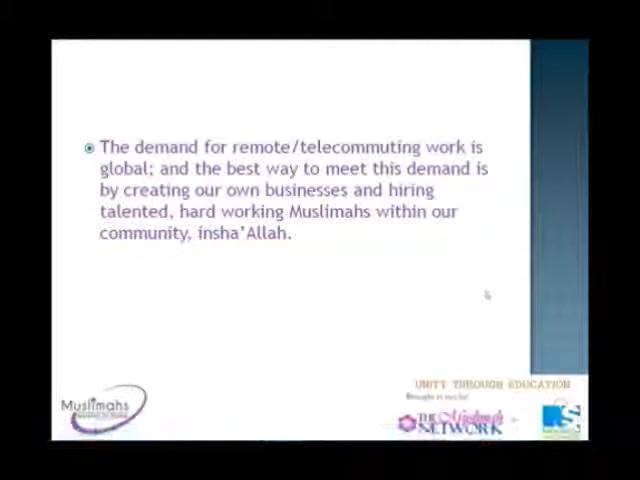 The demand for remote/telecommuting work is
global; and the best way to meet this demand is
by creating our own businesses and hiring
talented, hard working Muslimahs within our
community, insha'Allah.
UNITY THROUGH EDUCATION
Muslimahs
THE Muslimah
NETWORK